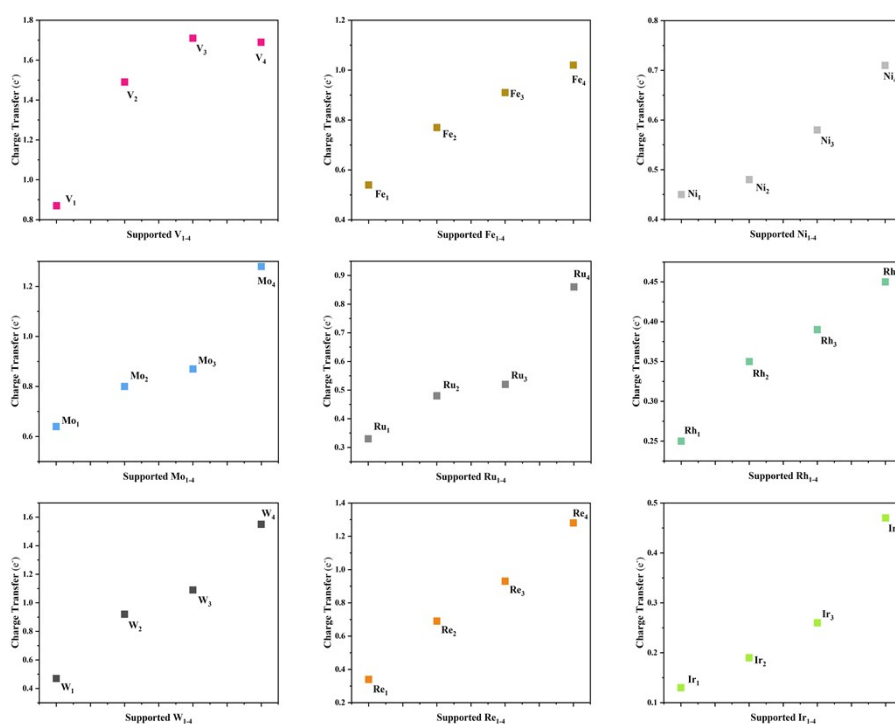 1.8
1.6
1.4
1.2
1.0
0.8
Charge Transfer (e⁻)
V₁
V₂
V₃
V₄
Supported V₁₋₄
1.2
1.0
0.8
0.6
0.4
Charge Transfer (e⁻)
Fe₁
Fe₂
Fe₃
Fe₄
Supported Fe₁₋₄
0.8
0.7
0.6
0.5
0.4
Charge Transfer (e⁻)
Ni₁
Ni₂
Ni₃
Ni
Supported Ni₁₋₄
1.2
1.0
0.8
0.6
Charge Transfer (e⁻)
Mo₁
Mo₂
Mo₃
Mo₄
Supported Mo₁₋₄
0.9
0.8
0.7
0.6
0.5
0.4
0.3
Charge Transfer (e⁻)
Ru₁
Ru₂
Ru₃
Ru₄
Supported Ru₁₋₄
0.45
0.40
0.35
0.30
0.25
Charge Transfer (e⁻)
Rh₁
Rh₂
Rh₃
Rh
Supported Rh₁₋₄
1.6
1.4
1.2
1.0
0.8
0.6
0.4
Charge Transfer (e⁻)
W₁
W₂
W₃
W₄
Supported W₁₋₄
1.4
1.2
1.0
0.8
0.6
0.4
0.2
Charge Transfer (e⁻)
Re₁
Re₂
Re₃
Re₄
Supported Re₁₋₄
0.5
0.4
0.3
0.2
0.1
Charge Transfer (e⁻)
Ir₁
Ir₂
Ir₃
Ir
Supported Ir₁₋₄